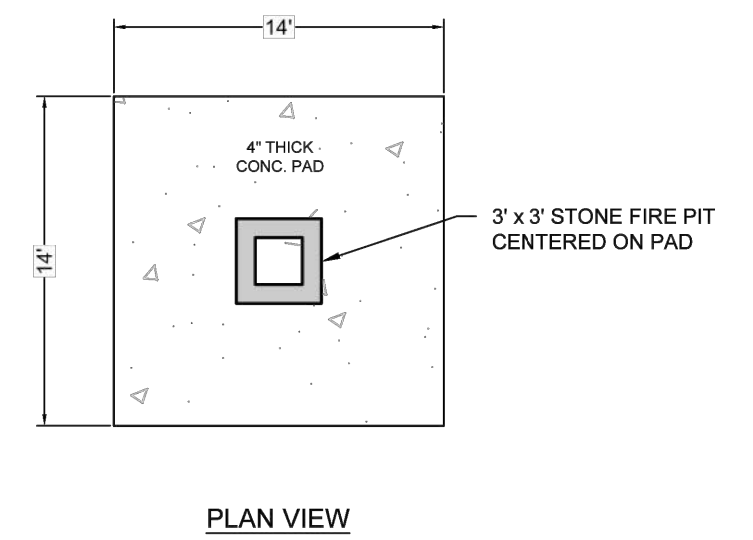 14'
4" THICK
CONC. PAD
3' x 3' STONE FIRE PIT
CENTERED ON PAD
14'
PLAN VIEW